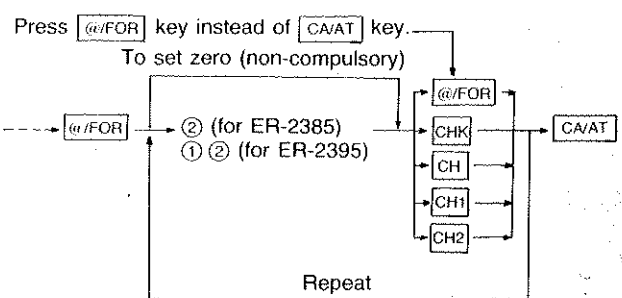 Press @/FOR key instead of CA/AT key.
To set zero (non-compulsory)
@/FOR
@/FOR ② (for ER-2385) CHK CA/AT
① ② (for ER-2395)
CH
CH1
CH2
Repeat